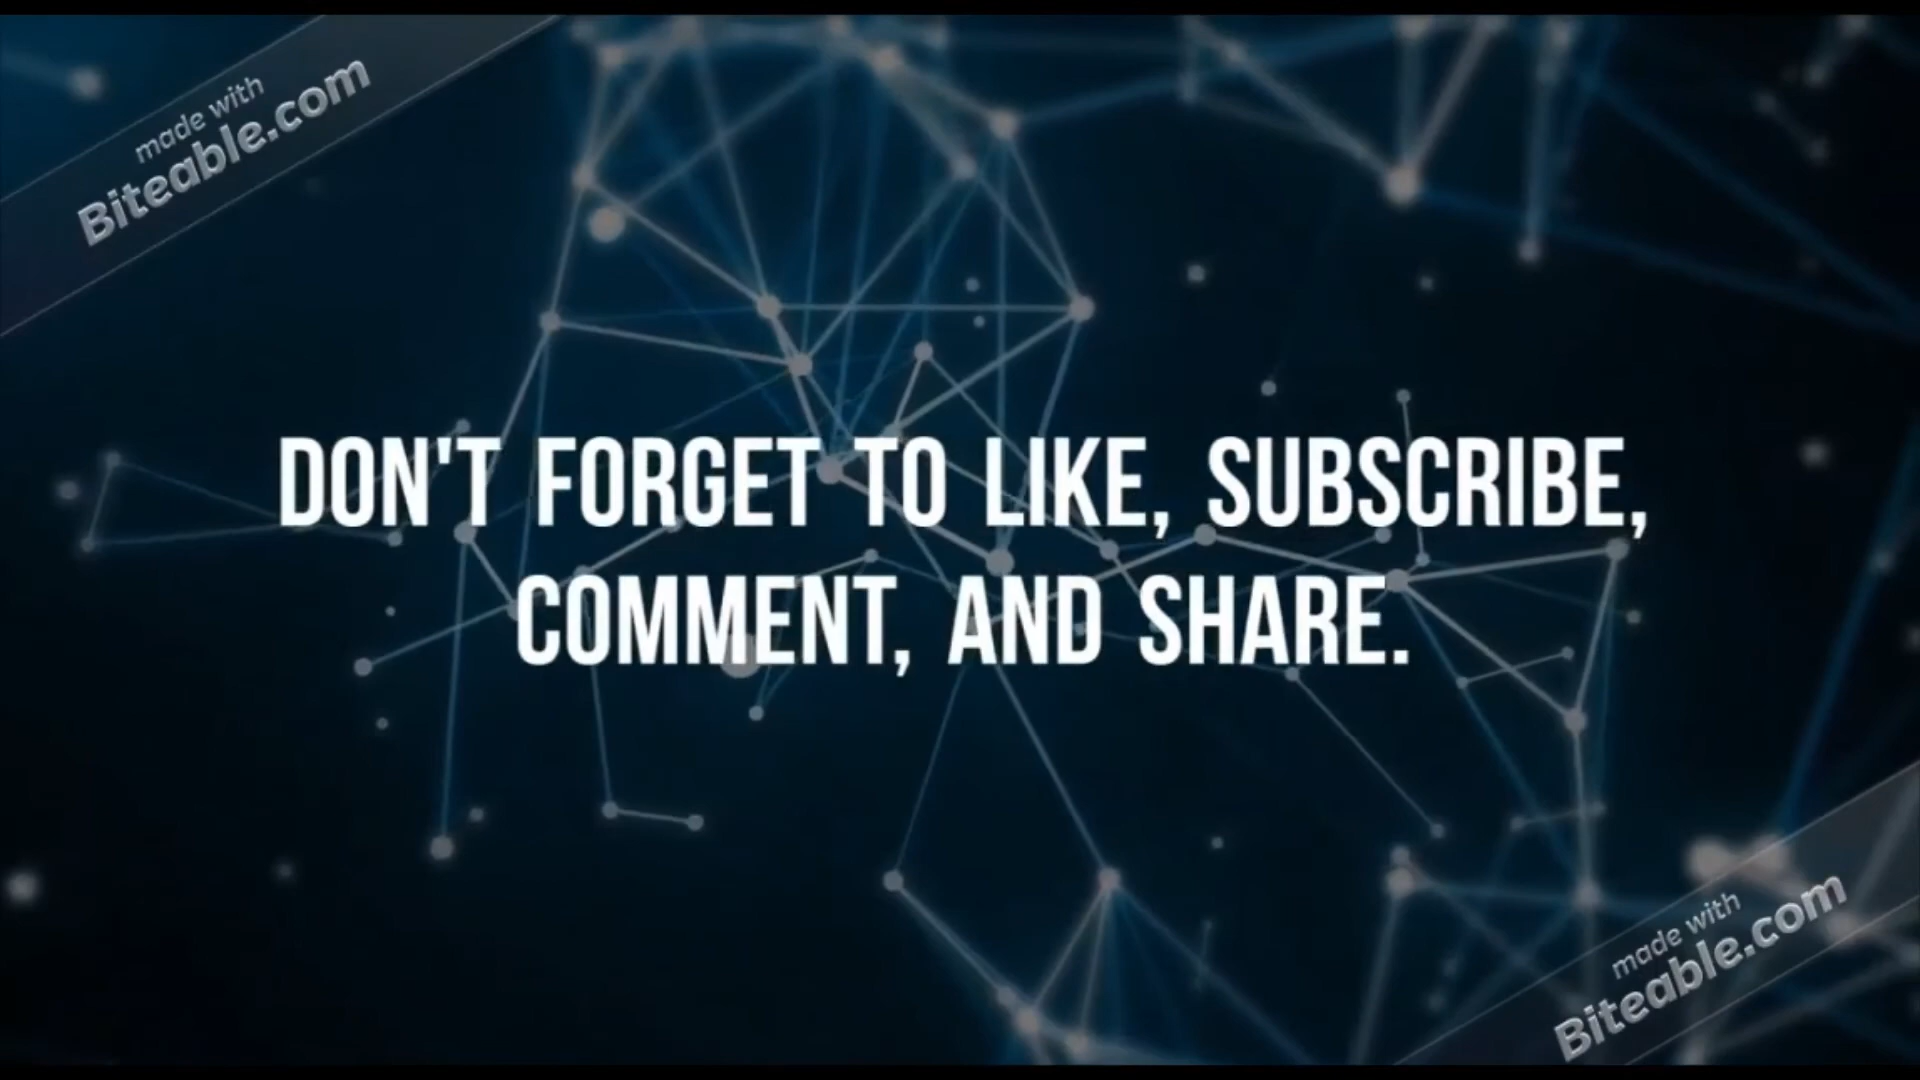 made with
Biteable.com
DON'T FORGET TO LIKE, SUBSCRIBE,
COMMENT, AND SHARE.
made with
Biteable.com